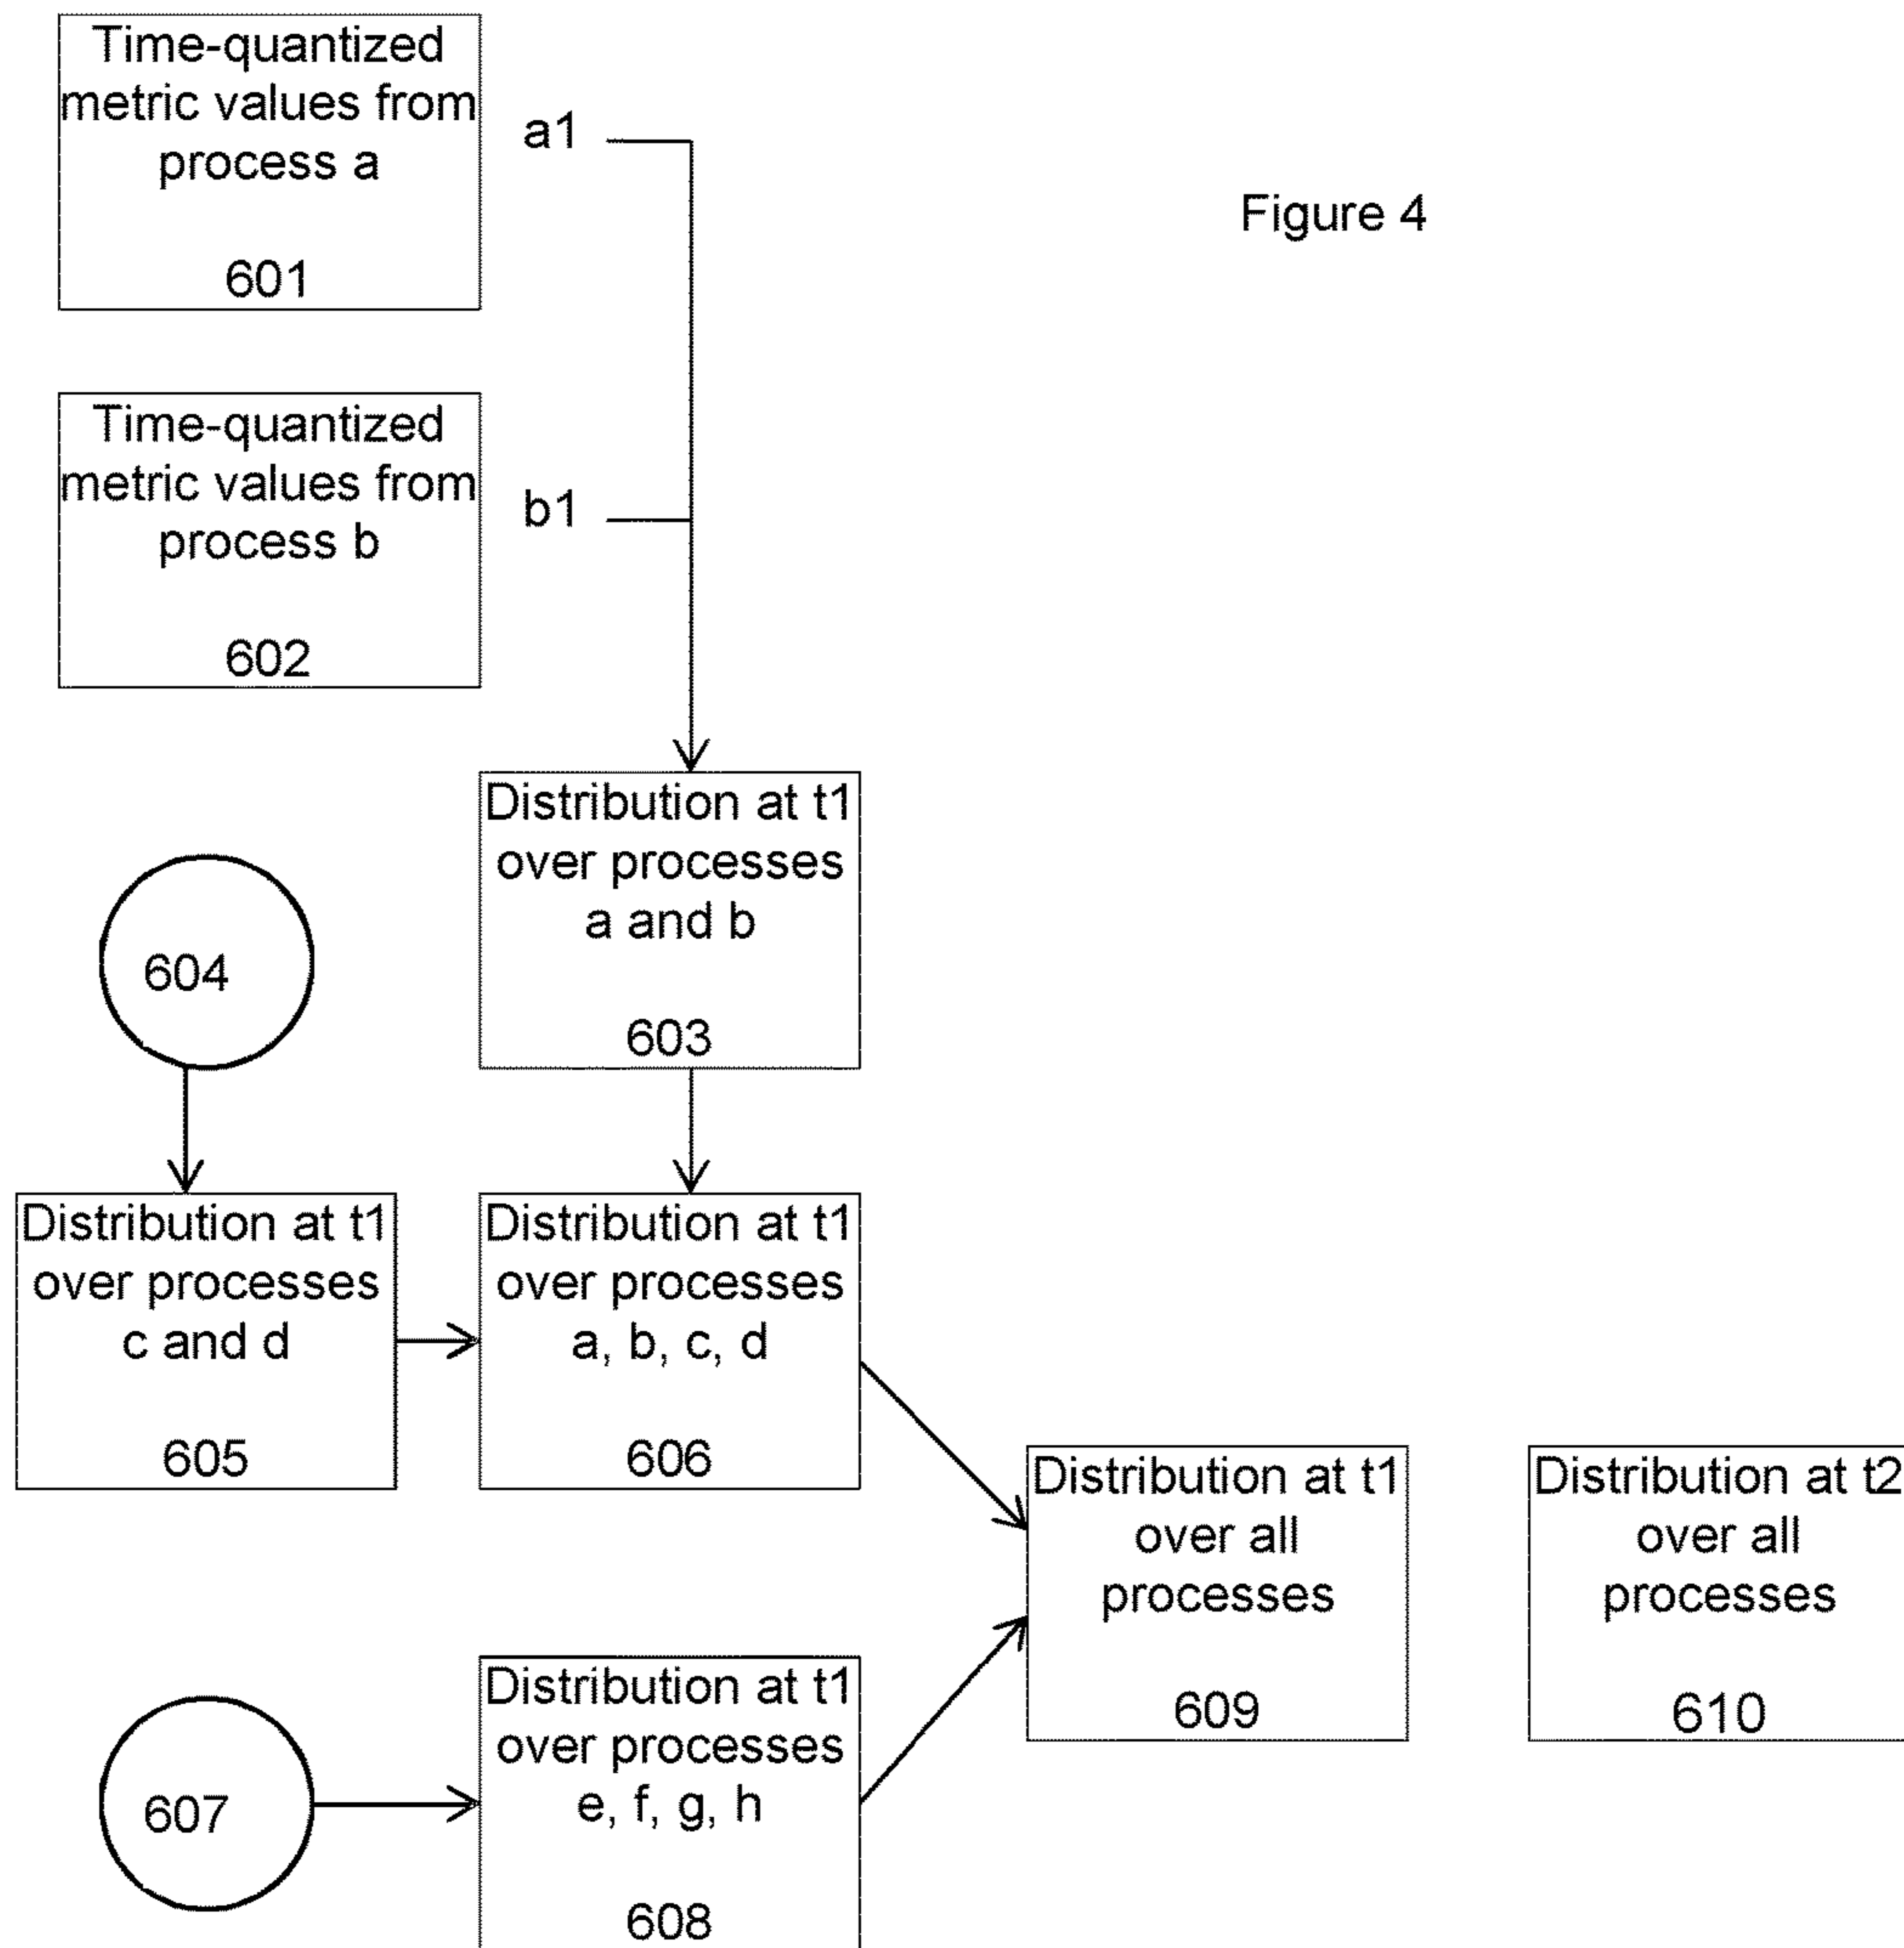 Time-quantized
metric values from
process a
601
a1
Figure 4
Time-quantized
metric values from
process b
602
b1
Distribution at t1
over processes
a and b
603
604
Distribution at t1
over processes
c and d
605
Distribution at t1
over processes
a, b, c, d
606
Distribution at t1
over all
processes
609
Distribution at t2
over all
processes
610
607
Distribution at t1
over processes
e, f, g, h
608